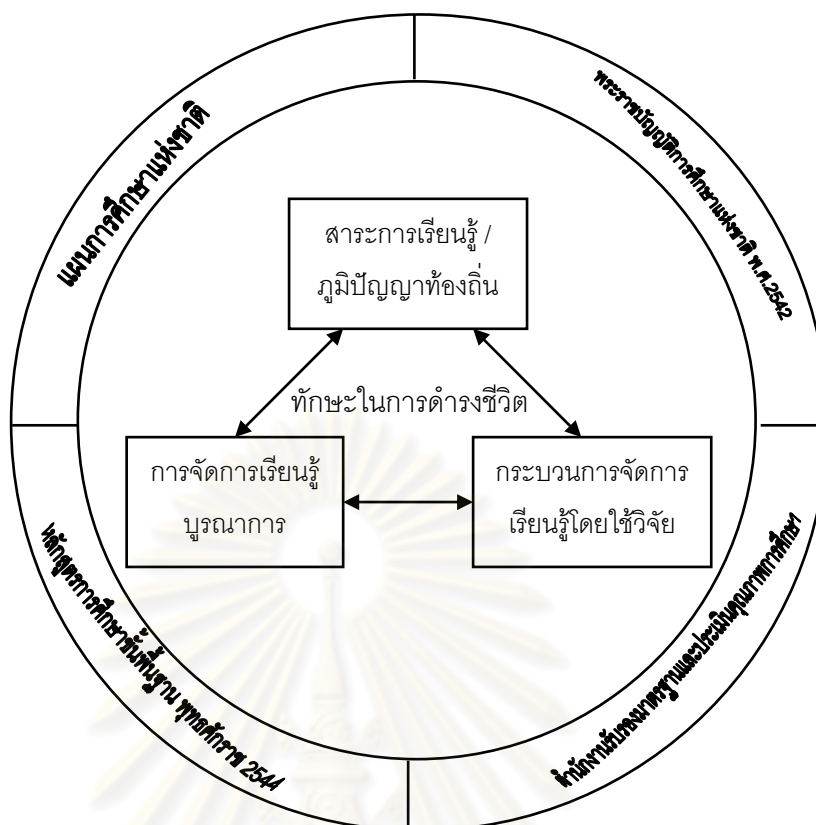 แผนการศึกษาแห่งชาติ
พระราชบัญญัติการศึกษาแห่งชาติ พ.ศ.2542
สาระการเรียนรู้ /
ภูมิปัญญาท้องถิ่น
ทักษะในการดำรงชีวิต
การจัดการเรียนรู้
บูรณาการ
กระบวนการจัดการ
เรียนรู้โดยใช้วิจัย
หลักสูตรการศึกษาขั้นพื้นฐาน พุทธศักราช 2544
สำนักงานรับรองมาตรฐานและประเมินคุณภาพการศึกษา